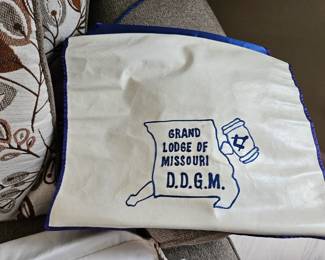 GRAND
LODGE OF
MISSOURI
D.D.G.M.